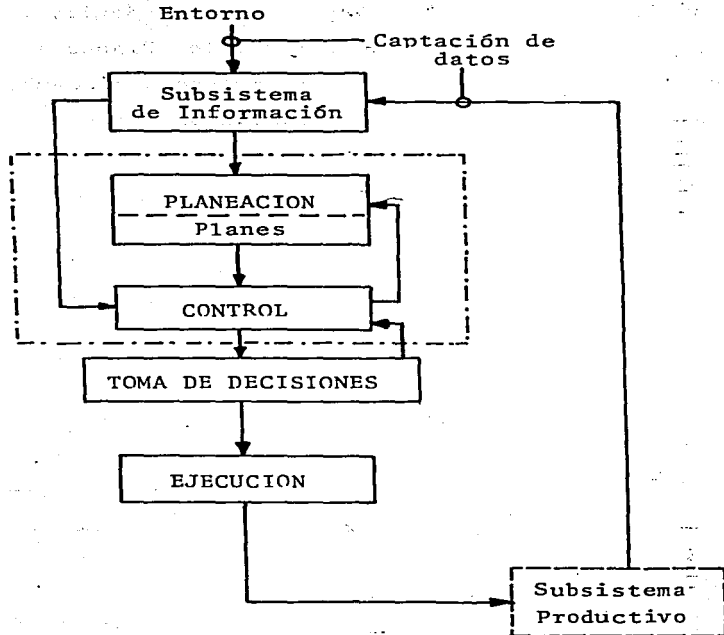 Entorno
Captación de
datos
Subsistema
de Información
PLANEACION
Planes
CONTROL
TOMA DE DECISIONES
EJECUCION
Subsistema
Productivo